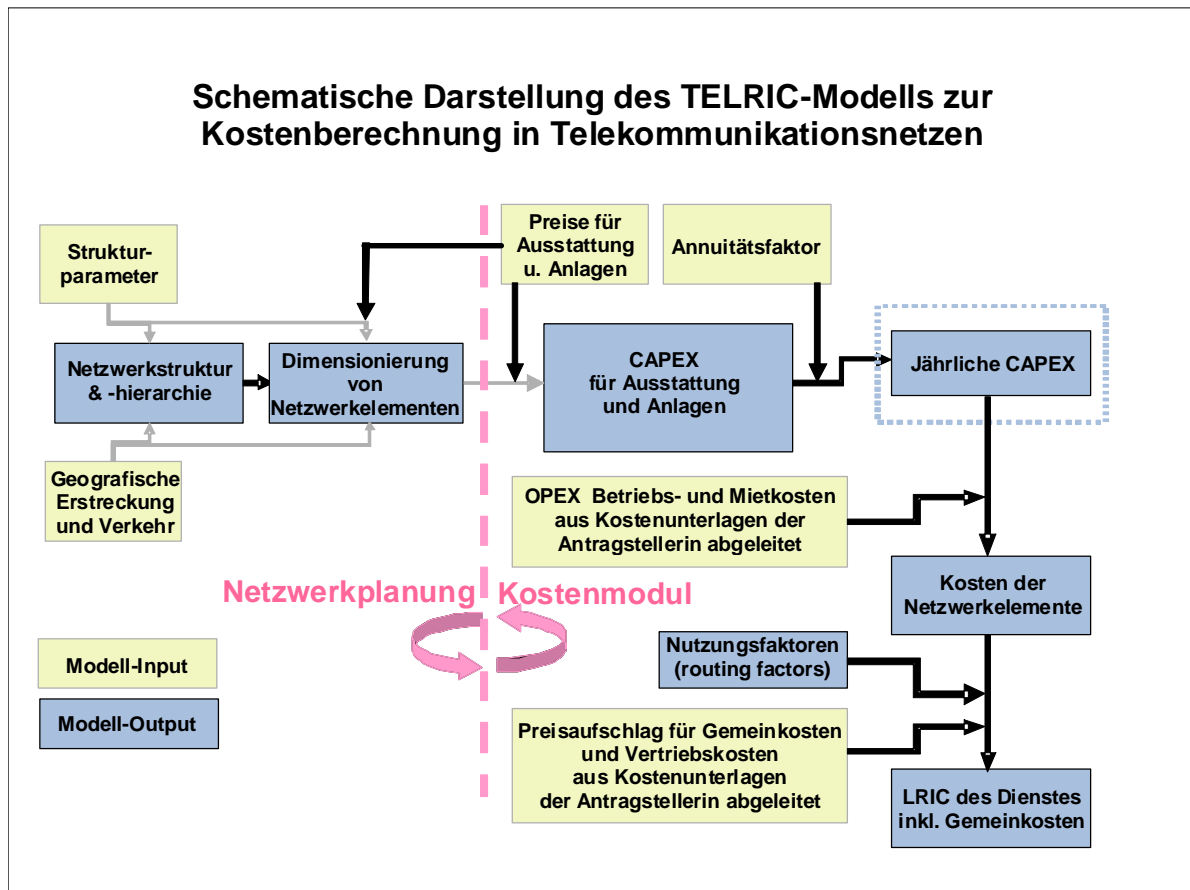 Schematische Darstellung des TELRIC-Modells zur
Kostenberechnung in Telekommunikationsnetzen
Struktur-
parameter
Preise für
Ausstattung
u. Anlagen
Annuitätsfaktor
Netzwerkstruktur
& -hierarchie
Dimensionierung
von
Netzwerkelementen
CAPEX
für Ausstattung
und Anlagen
Jährliche CAPEX
Geografische
Erstreckung
und Verkehr
OPEX Betriebs- und Mietkosten
aus Kostenunterlagen der
Antragstellerin abgeleitet
Netzwerkplanung
Kostenmodul
Kosten der
Netzwerkelemente
Modell-Input
Modell-Output
Nutzungsfaktoren
(routing factors)
Preisaufschlag für Gemeinkosten
und Vertriebskosten
aus Kostenunterlagen
der Antragstellerin abgeleitet
LRIC des Dienstes
inkl. Gemeinkosten